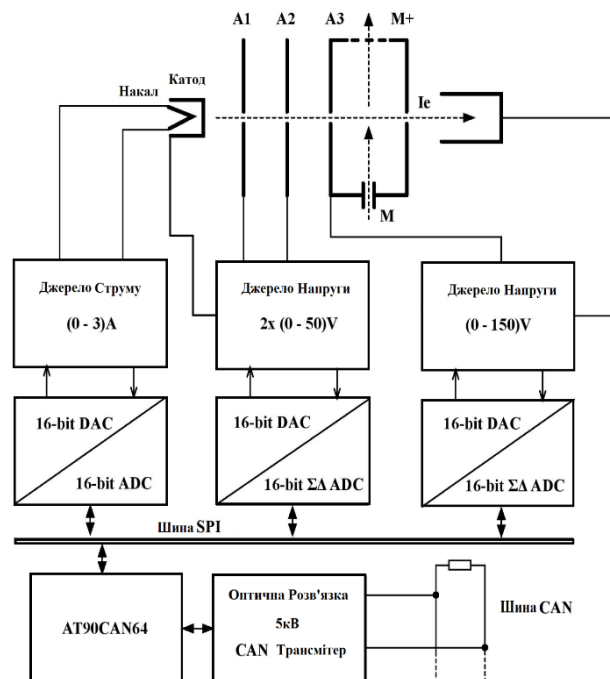 A1 A2 A3 M+
Катод
Накал
Ie
M
Джерело Струму
(0 - 3)A
Джерело Напруги
2x (0 - 50)V
Джерело Напруги
(0 - 150)V
16-bit DAC
16-bit ADC
16-bit DAC
16-bit ΣΔ ADC
16-bit DAC
16-bit ΣΔ ADC
Шина SPI
AT90CAN64
Оптична Розв'язка
5кВ
CAN Трансмітер
Шина CAN